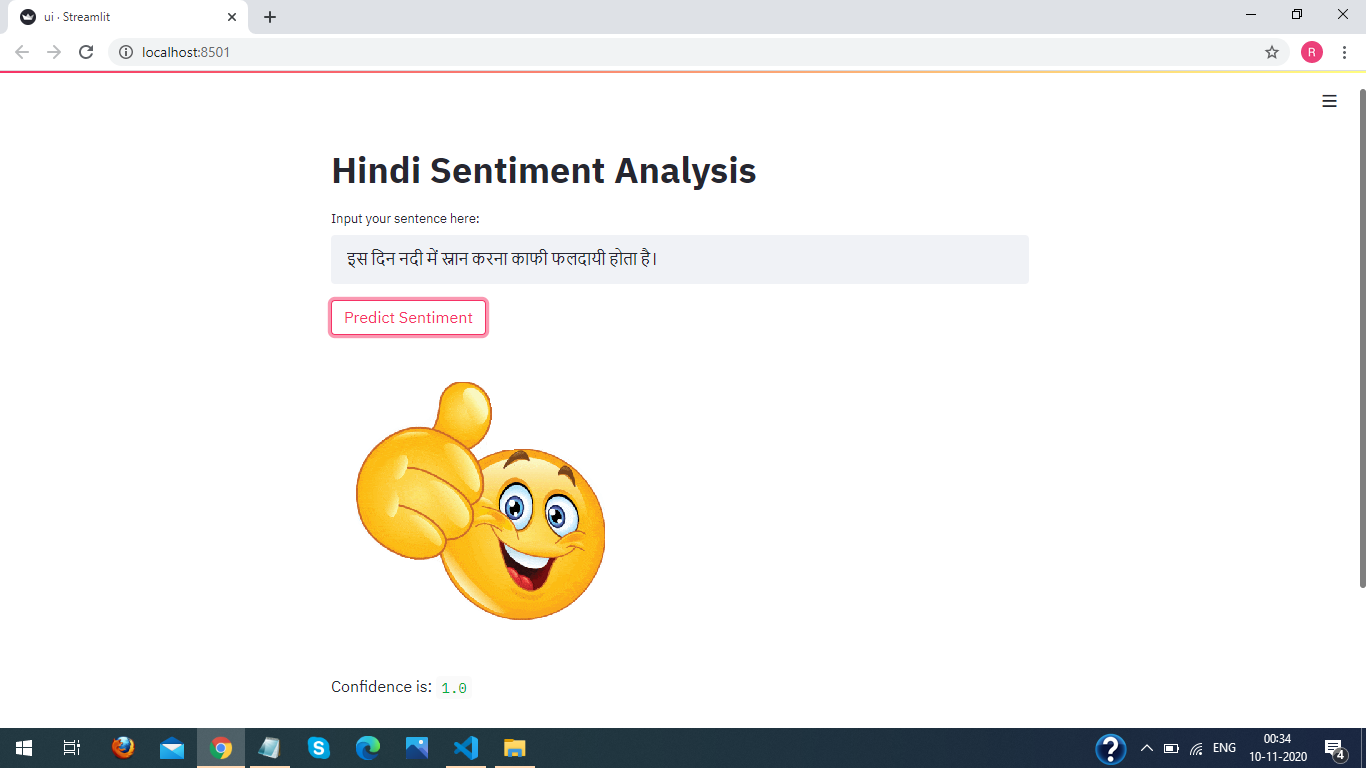 ui · Streamlit
localhost:8501
R
Hindi Sentiment Analysis
Input your sentence here:
इस दिन नदी में स्नान करना काफी फलदायी होता है।
Predict Sentiment
Confidence is: 1.0
ENG
00:34
10-11-2020
4